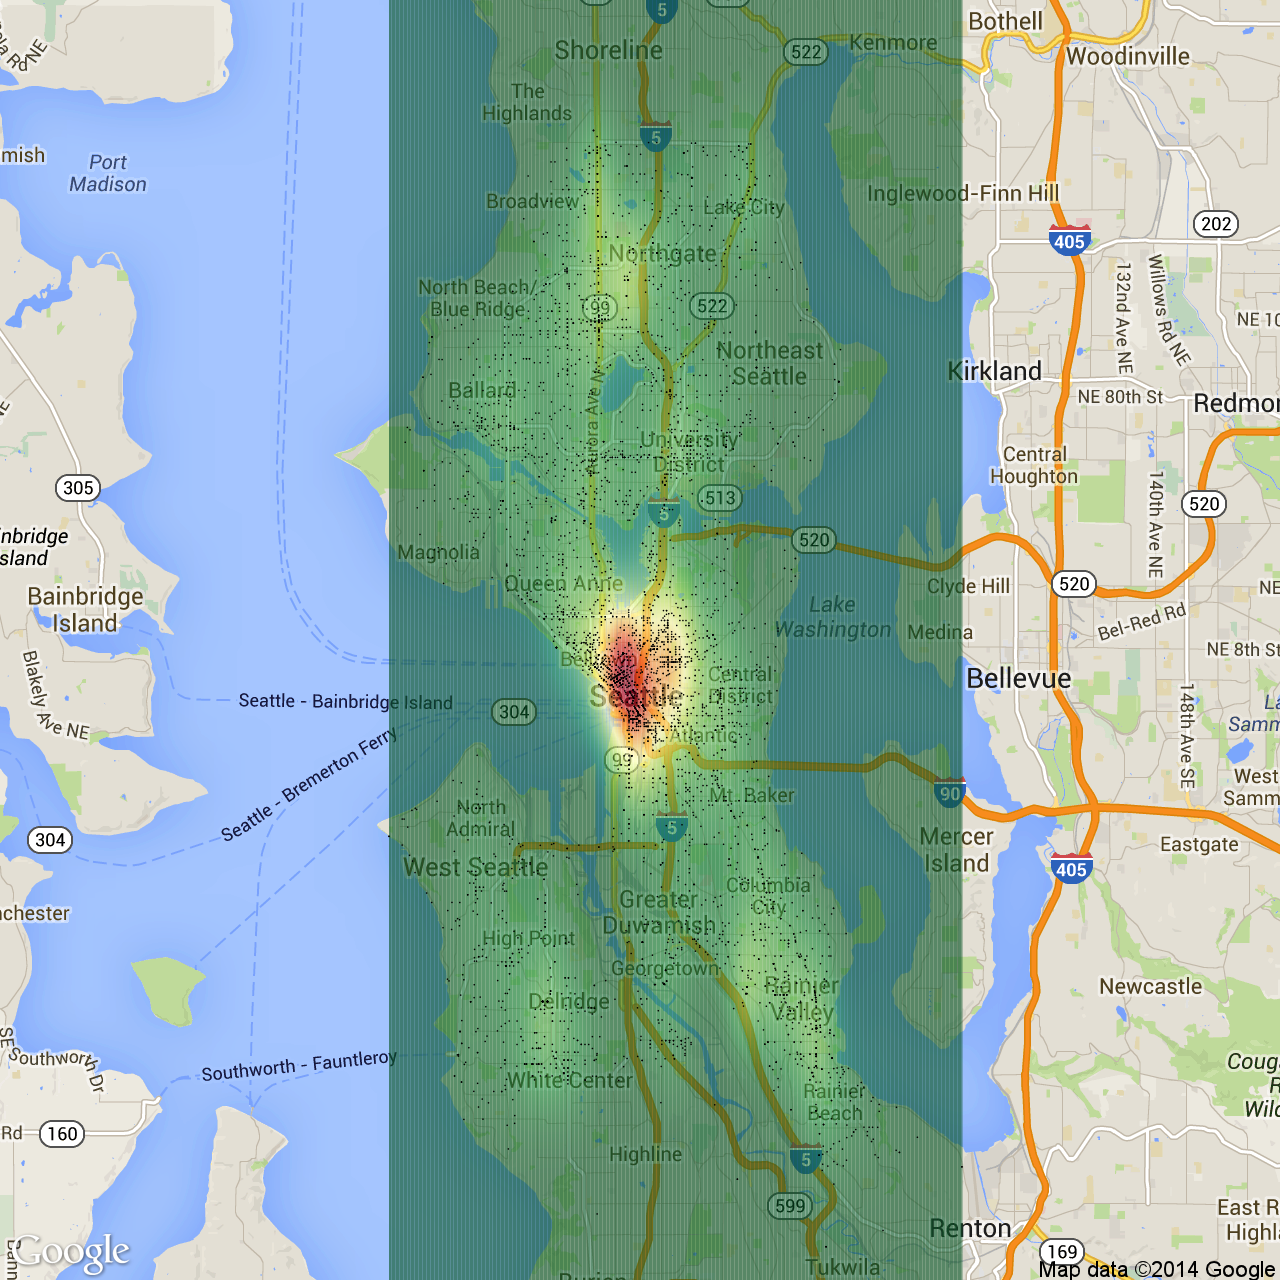 Bothell
Shoreline
522
Kenmore
Woodinville
5
The
Highlands
5
mish
Port
Madison
Broadview
Lake City
Inglewood-Finn Hill
202
405
Northgate
132nd Ave NE
Willows Rd NE
North Beach/
Blue Ridge
99
522
NE 10
Northeast
Seattle
Kirkland
Ballard
NE 80th St
Redmor
Aurora Ave N
University
District
Central
Houghton
305
513
140th Ave NE
520
5
nbridge
sland
Magnolia
520
Queen Anne
Clyde Hill
520
NE
Bainbridge
Island
Lake
Washington
Medina
Bel-Red Rd
NE 8th St
Blakely Ave NE
Central
District
Bellevue
Seattle
Seattle - Bainbridge Island
304
148th Ave SE
Samm
Atlantic
Seattle - Bremerton Ferry
99
West
Samm
Mt. Baker
90
North
Admiral
5
304
Mercer
Island
Eastgate
West Seattle
405
Columbia
City
Greater
Duwamish
nchester
High Point
Georgetown
Rainier
Valley
Newcastle
Delridge
SE Southworth Dr
Southworth - Fauntleroy
White Center
Coug
R
Wild
Rainier
Beach
Rd
160
Highline
5
599
Renton
East R
Highl
Google
169
Tukwila
Map data ©2014 Google